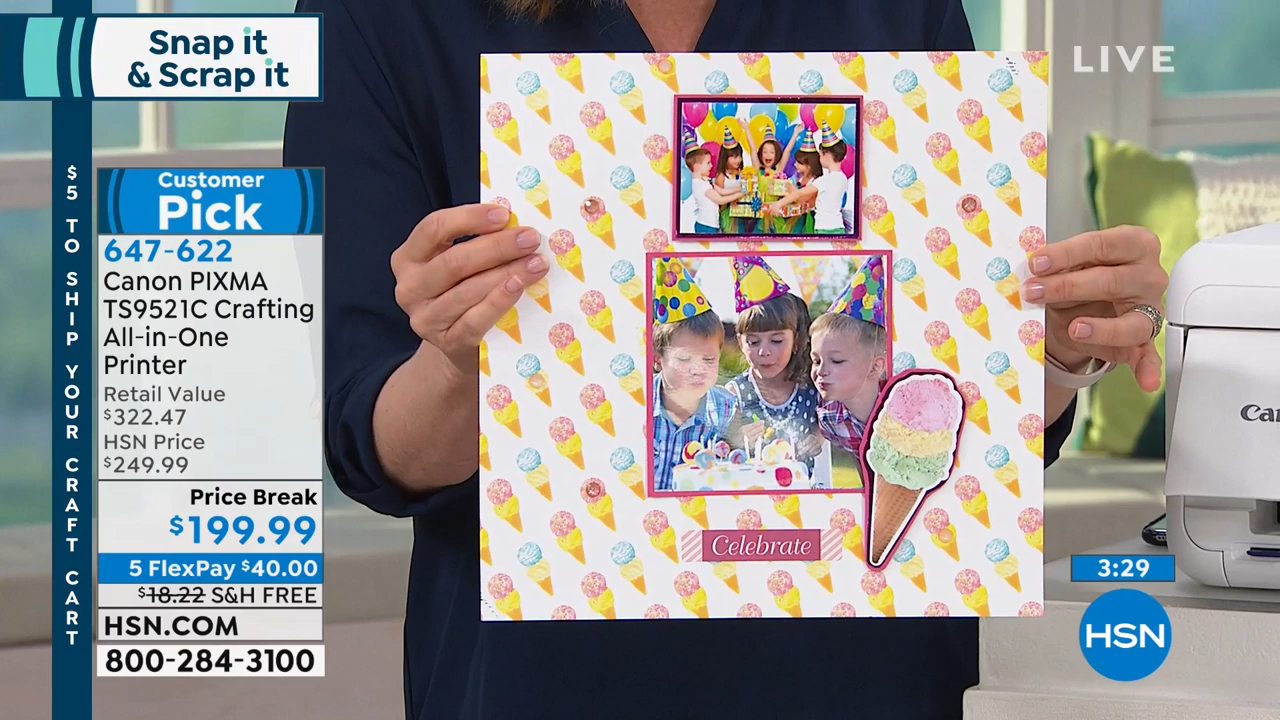 Snap it
& Scrap it
LIVE
$5 TO SHIP YOUR CRAFT CART
Customer
Pick
647-622
Canon PIXMA
TS9521C Crafting
All-in-One
Printer
Retail Value
$322.47
HSN Price
$249.99
Price Break
$199.99
5 FlexPay $40.00
$18.22 S&H FREE
HSN.COM
800-284-3100
Celebrate
Can
3:29
HSN